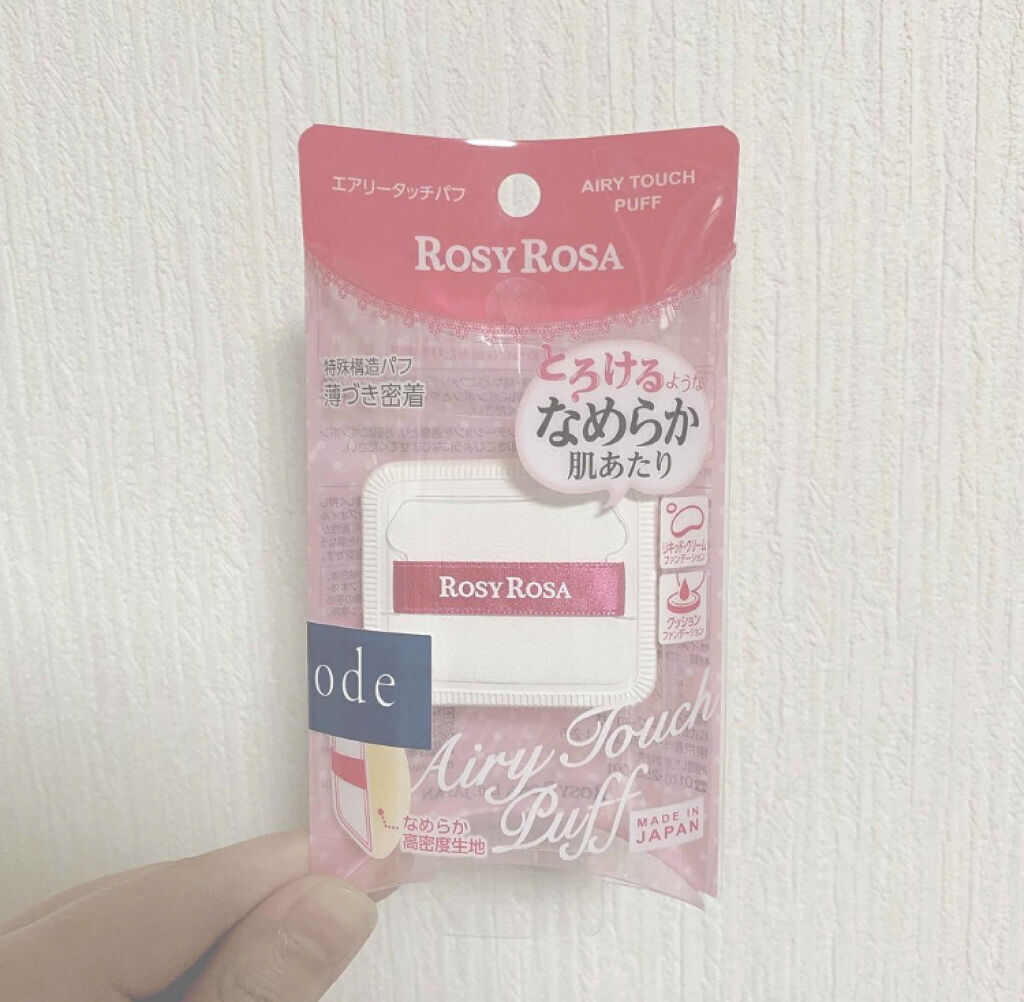 エアリータッチパフ
AIRY TOUCH
PUFF
ROSY ROSA
特殊構造パフ
薄づき密着
とろけるような
なめらか
肌あたり
リキッド・クリーム
ファンデーション
クッション
ファンデーション
ROSY ROSA
ode
Airy Touch
Puff
なめらか
高密度生地
MADE IN
JAPAN